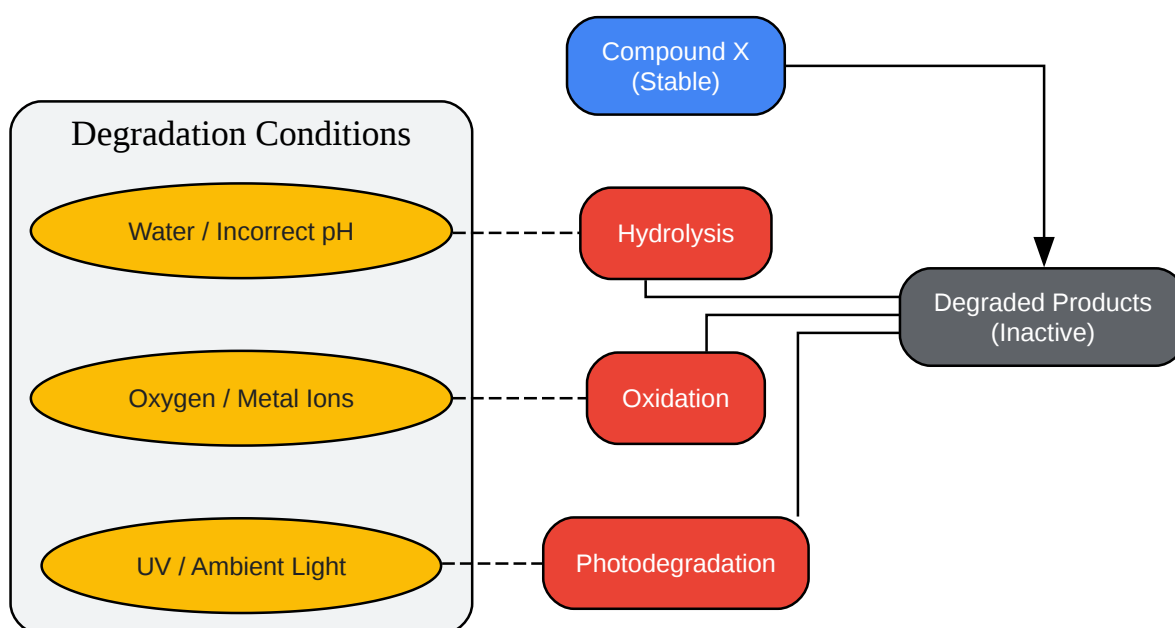 Compound X
(Stable)
Degradation Conditions
Water / Incorrect pH
Hydrolysis
Degraded Products
(Inactive)
Oxygen / Metal Ions
Oxidation
UV / Ambient Light
Photodegradation